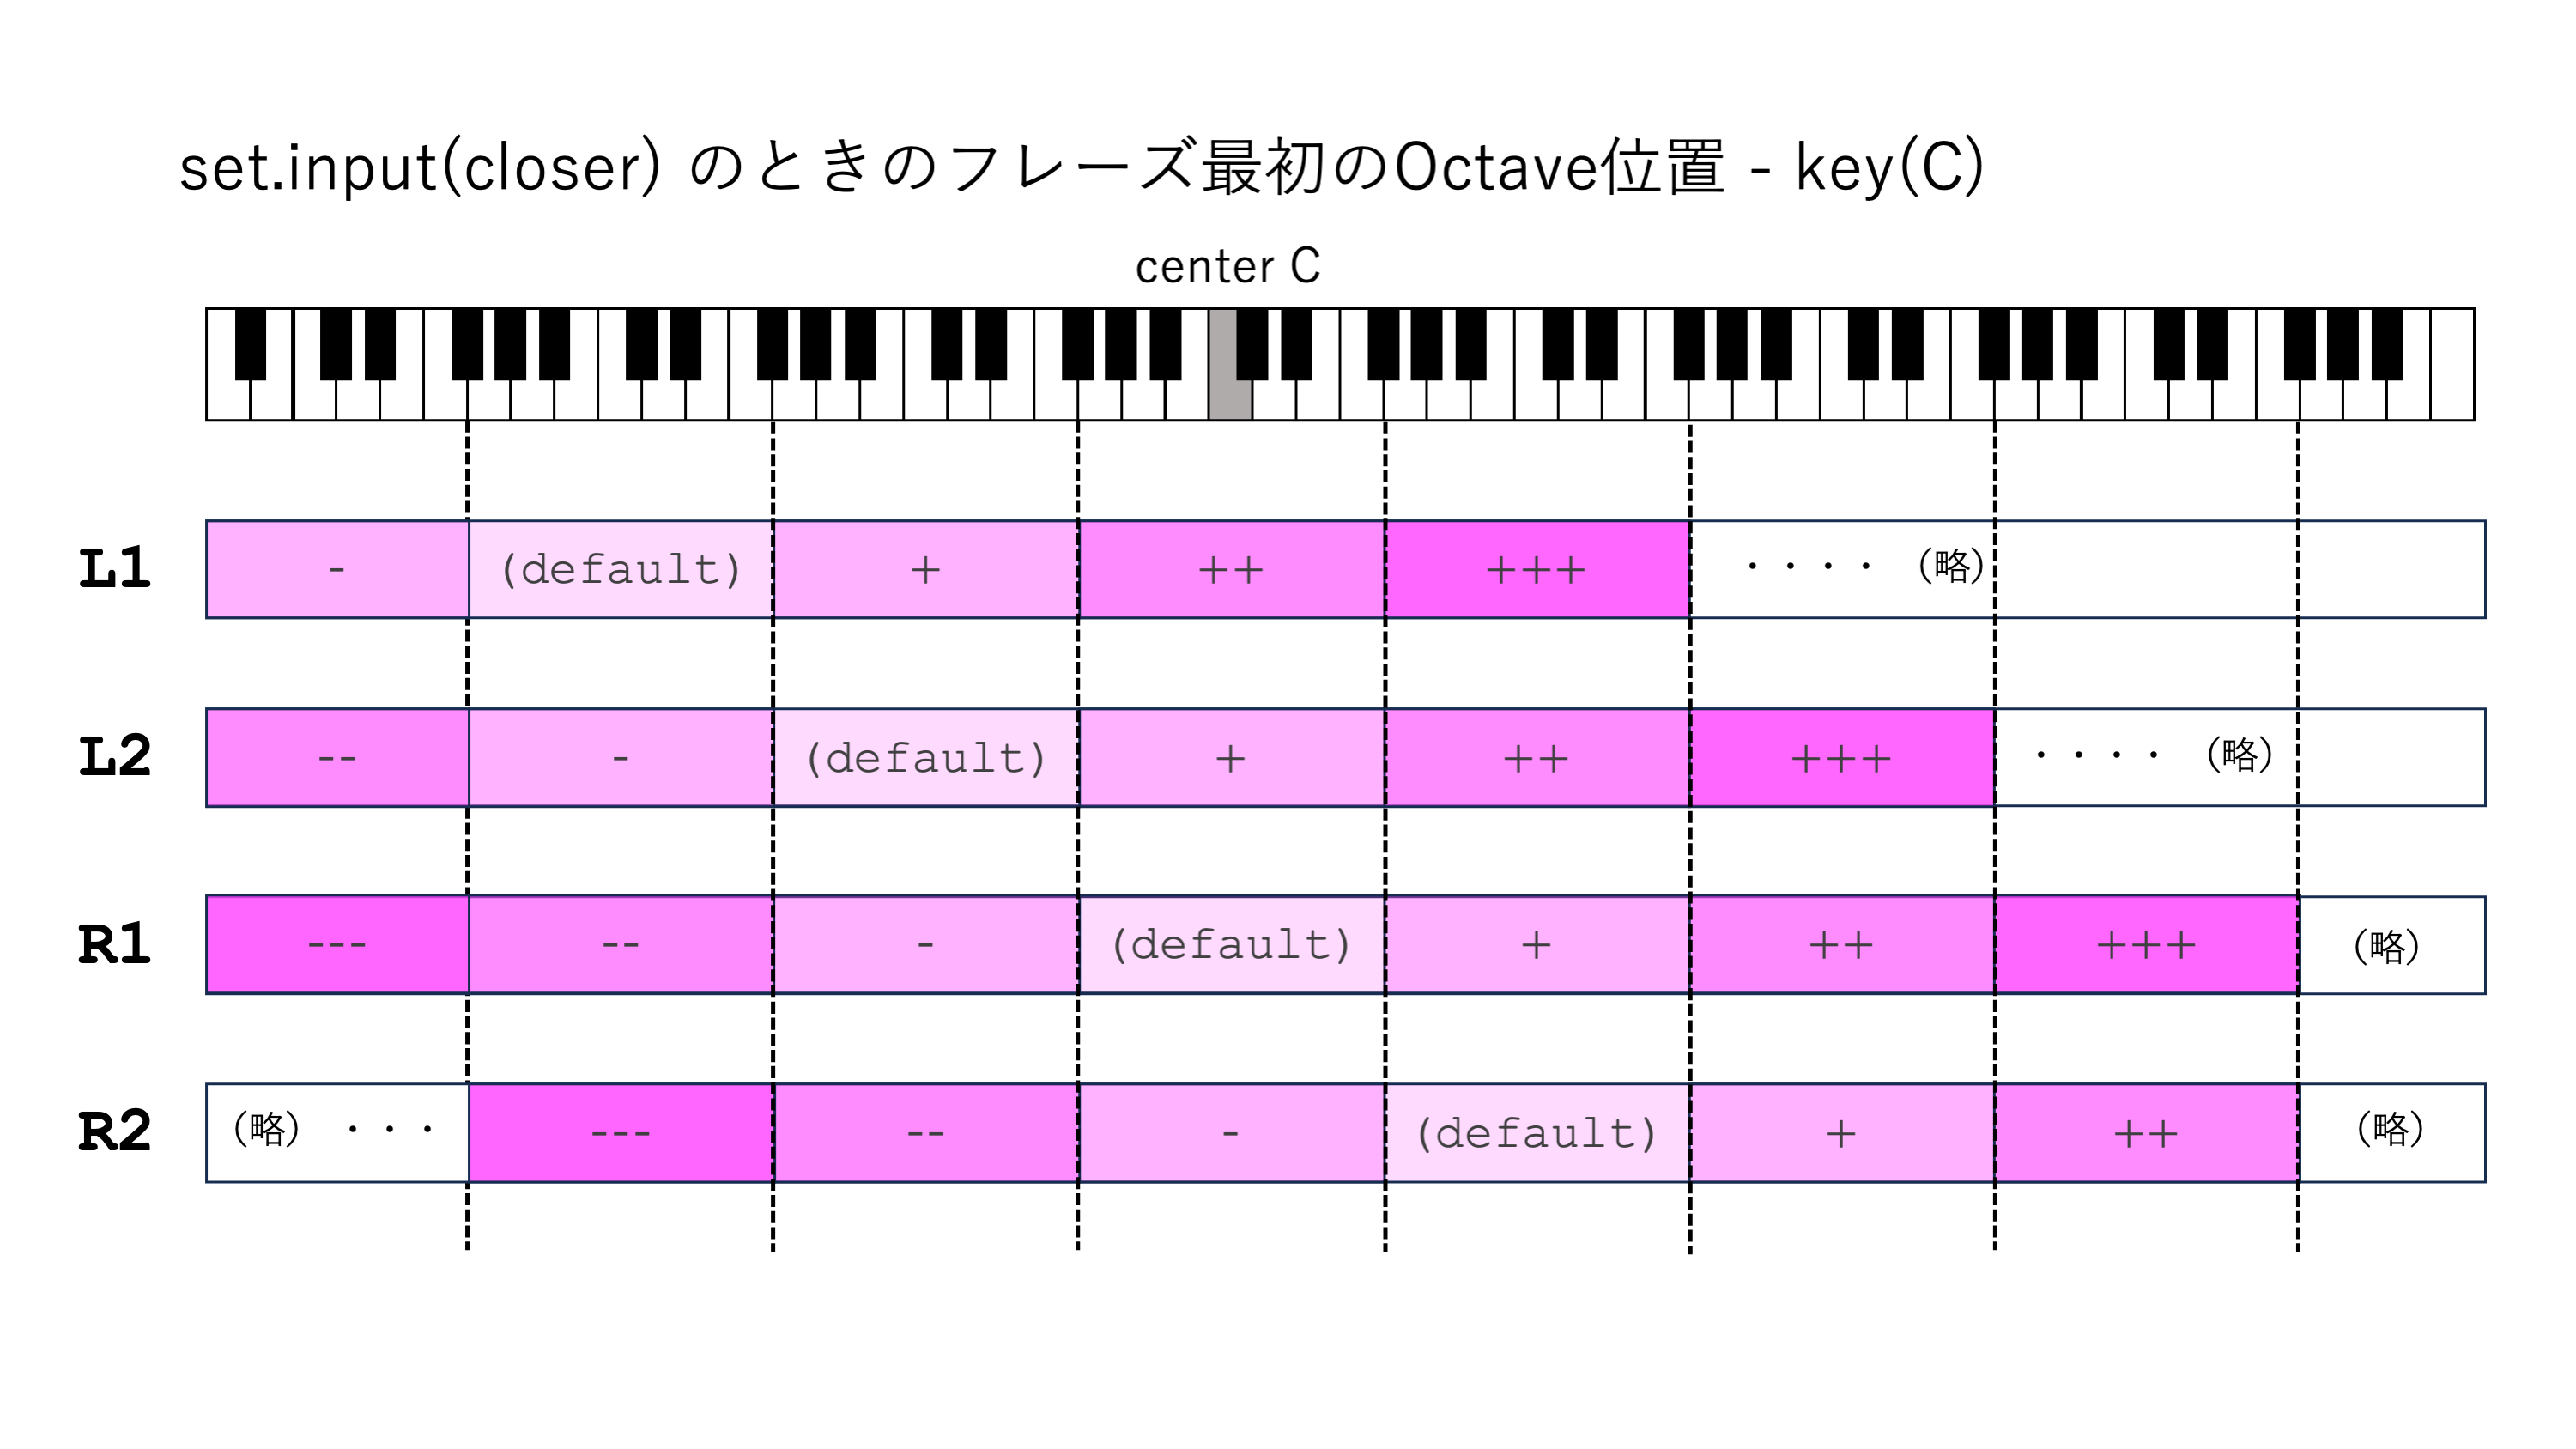 set.input(closer) のときのフレーズ最初のOctave位置 - key(C)
center C
L1 - (default) + ++ +++ ・・・・ （略）
L2 -- - (default) + ++ +++ ・・・・ （略）
R1 --- -- - (default) + ++ +++ （略）
R2 （略） ・・・ --- -- - (default) + ++ （略）